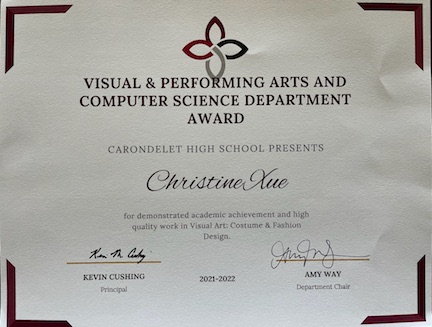 VISUAL & PERFORMING ARTS AND
COMPUTER SCIENCE DEPARTMENT
AWARD
CARONDELET HIGH SCHOOL PRESENTS
Christine Xue
for demonstrated academic achievement and high
quality work in Visual Art: Costume & Fashion
Design.
Kevin M. Cushing
KEVIN CUSHING
Principal
2021-2022
AMY WAY
Department Chair